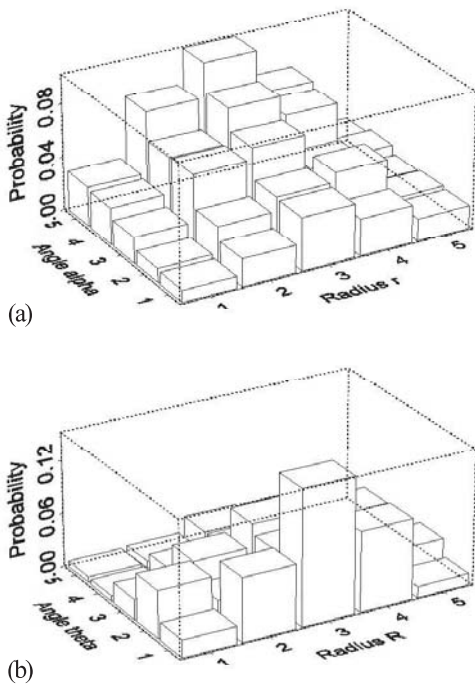 Probability
0.00 0.04 0.08
5 4 3 2 1
Angle alpha
1 2 3 4 5
Radius r
(a)
Probability
0.00 0.06 0.12
5 4 3 2 1
Angle theta
1 2 3 4 5
Radius R
(b)